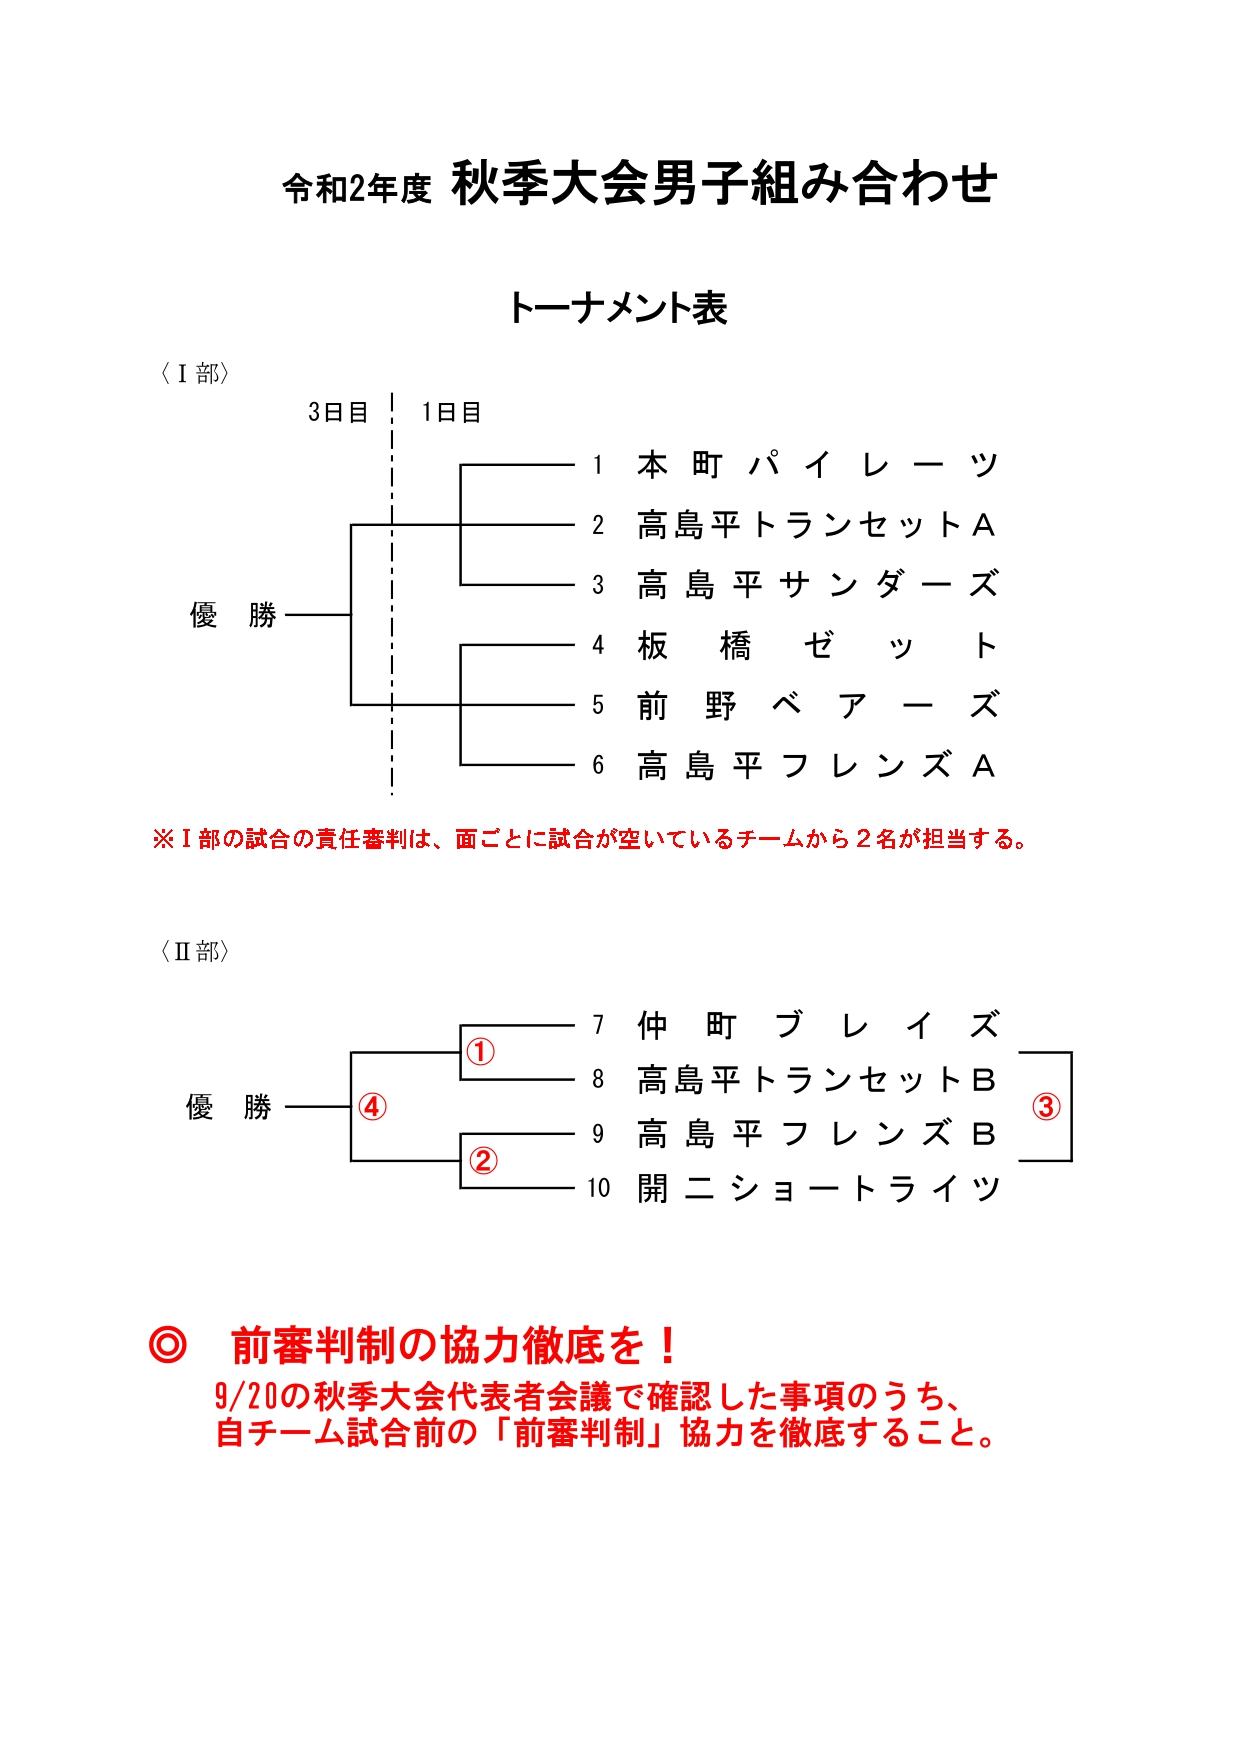 令和2年度 秋季大会男子組み合わせ
トーナメント表
〈Ⅰ部〉
3日目 1日目
1 本町パイレーツ
2 高島平トランセットA
3 高島平サンダーズ
優 勝
4 板橋ゼット
5 前野ベアーズ
6 高島平フレンズA
※Ⅰ部の試合の責任審判は、面ごとに試合が空いているチームから２名が担当する。
〈Ⅱ部〉
7 仲町ブレイズ
①
8 高島平トランセットB
優 勝 ④ ③
9 高島平フレンズB
②
10 開二ショートライツ
◎ 前審判制の協力徹底を！
9/20の秋季大会代表者会議で確認した事項のうち、
自チーム試合前の「前審判制」協力を徹底すること。